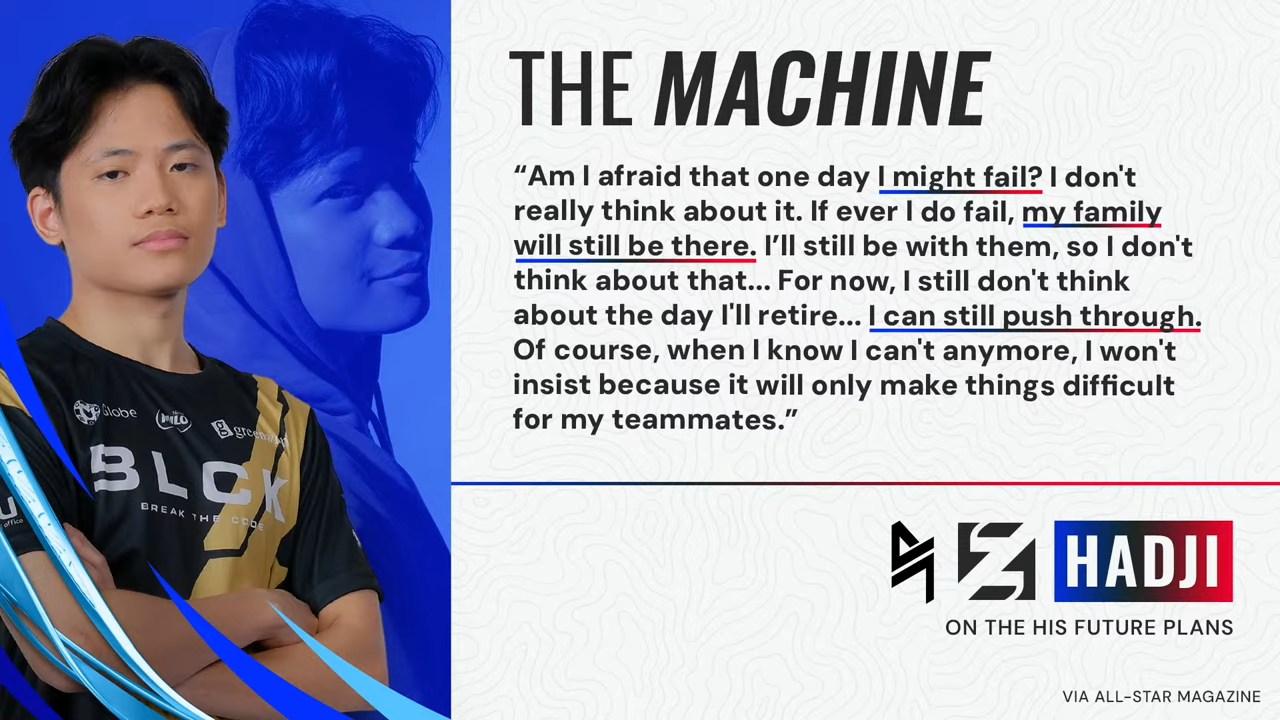 THE MACHINE
“Am I afraid that one day I might fail? I don't
really think about it. If ever I do fail, my family
will still be there. I’ll still be with them, so I don't
think about that... For now, I still don't think
about the day I'll retire... I can still push through.
Of course, when I know I can't anymore, I won't
insist because it will only make things difficult
for my teammates.”
HADJI
ON THE HIS FUTURE PLANS
VIA ALL-STAR MAGAZINE
Globe
MILO
BLCK
BREAK THE CODE
office